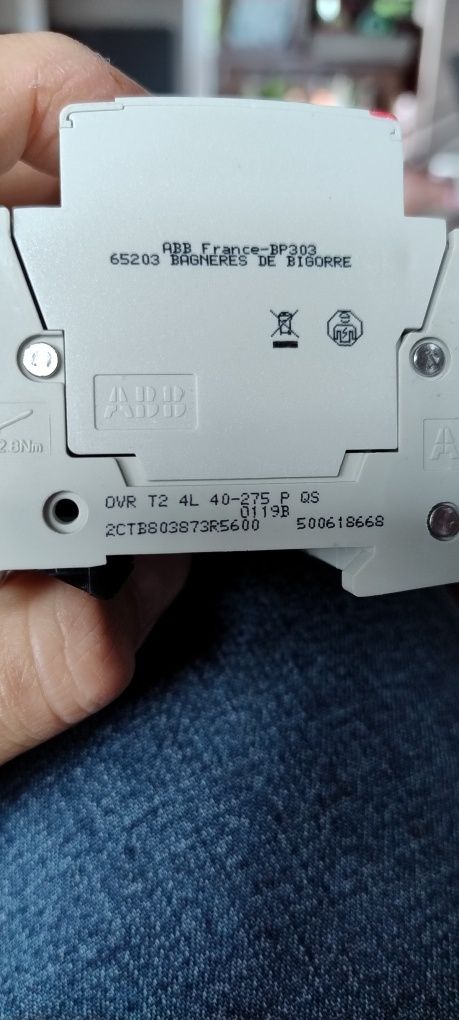 ABB France-BP303
65203 BAGNERES DE BIGORRE
ABB
2.8Nm
OVR T2 4L 40-275 P QS
0119B
2CTB803873R5600 500618668